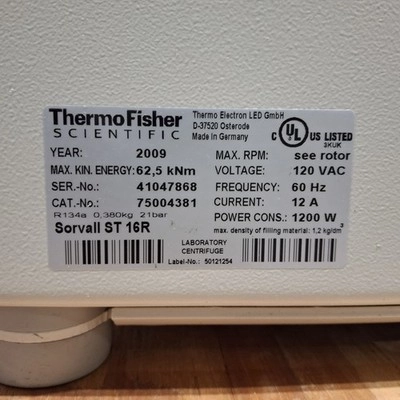 ThermoFisher
SCIENTIFIC
Thermo Electron LED GmbH
D-37520 Osterode
Made in Germany
C UL US LISTED
3KUK
YEAR: 2009
MAX. KIN. ENERGY: 62,5 kNm
SER.-No.: 41047868
CAT.-No.: 75004381
R134a 0,380kg 21bar
Sorvall ST 16R
MAX. RPM: see rotor
VOLTAGE: 120 VAC
FREQUENCY: 60 Hz
CURRENT: 12 A
POWER CONS.: 1200 W
max. density of filling material: 1,2 kg/dm³
LABORATORY
CENTRIFUGE
Label-No.: 50121254